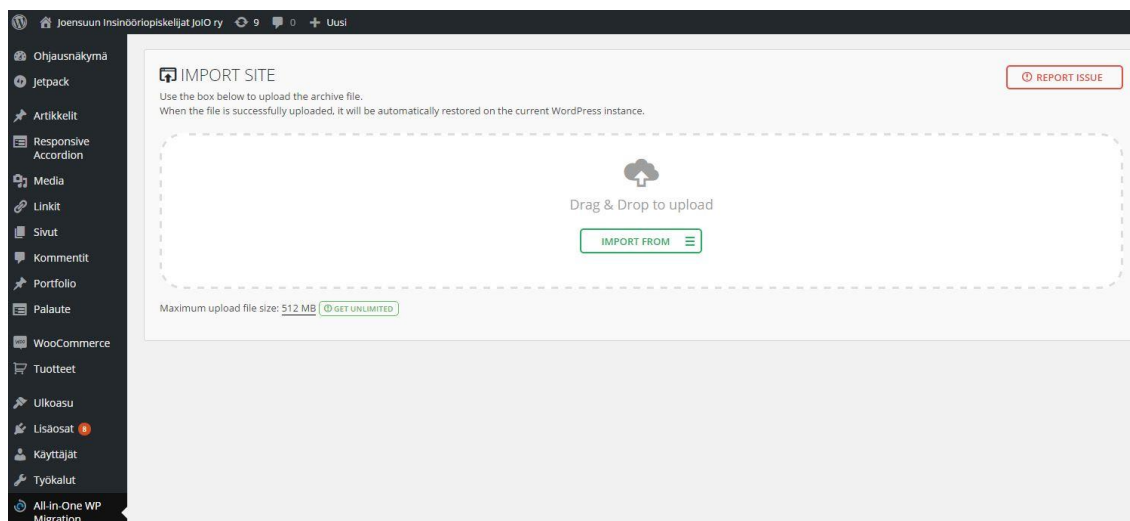 Joensuun Insinööriopiskelijat JoIO ry 9 0 + Uusi
Ohjausnäkymä
Jetpack
Artikkelit
Responsive
Accordion
Media
Linkit
Sivut
Kommentit
Portfolio
Palaute
WooCommerce
Tuotteet
Ulkoasu
Lisäosat 8
Käyttäjät
Työkalut
All-in-One WP
Migration
IMPORT SITE
REPORT ISSUE
Use the box below to upload the archive file.
When the file is successfully uploaded, it will be automatically restored on the current WordPress instance.
Drag & Drop to upload
IMPORT FROM
Maximum upload file size: 512 MB GET UNLIMITED